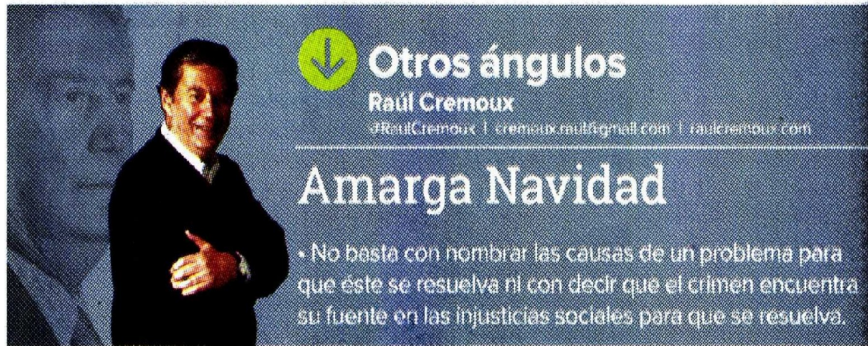 Otros ángulos
Raúl Cremoux
@RaulCremoux | cremoux.raul@gmail.com | raulcremoux.com
Amarga Navidad
• No basta con nombrar las causas de un problema para
que éste se resuelva ni con decir que el crimen encuentra
su fuente en las injusticias sociales para que se resuelva.